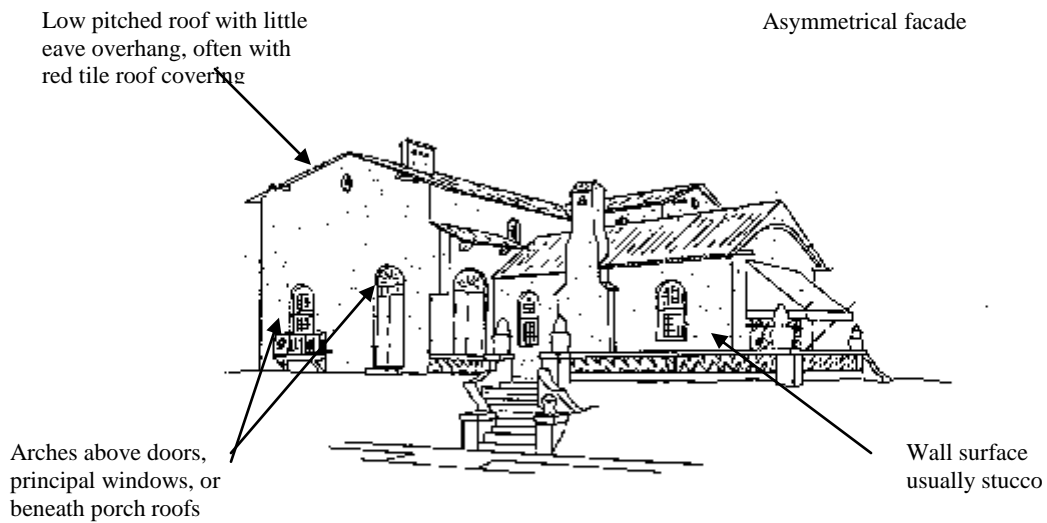 Low pitched roof with little
eave overhang, often with
red tile roof covering
Asymmetrical facade
Arches above doors,
principal windows, or
beneath porch roofs
Wall surface
usually stucco